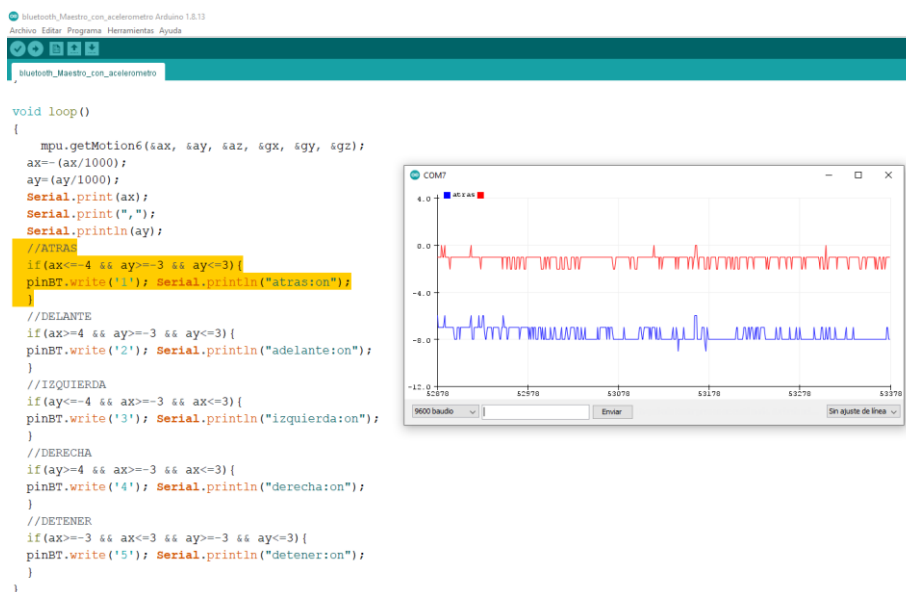 bluetooth_Maestro_con_acelerometro Arduino 1.8.13
Archivo Editar Programa Herramientas Ayuda
bluetooth_Maestro_con_acelerometro
void loop()
{
mpu.getMotion6(&ax, &ay, &az, &gx, &gy, &gz);
ax=-(ax/1000);
ay=(ay/1000);
Serial.print(ax);
Serial.print(",");
Serial.println(ay);
//ATRAS
if(ax<=-4 && ay>=-3 && ay<=3){
pinBT.write('1'); Serial.println("atras:on");
}
//DELANTE
if(ax>=4 && ay>=-3 && ay<=3){
pinBT.write('2'); Serial.println("adelante:on");
}
//IZQUIERDA
if(ay<=-4 && ax>=-3 && ax<=3){
pinBT.write('3'); Serial.println("izquierda:on");
}
//DERECHA
if(ay>=4 && ax>=-3 && ax<=3){
pinBT.write('4'); Serial.println("derecha:on");
}
//DETENER
if(ax>=-3 && ax<=3 && ay>=-3 && ay<=3){
pinBT.write('5'); Serial.println("detener:on");
}
}
COM7
atras
4.0
0.0
-4.0
-8.0
-12.0
52878 52978 53078 53178 53278 53378
9600 baudio Enviar Sin ajuste de línea